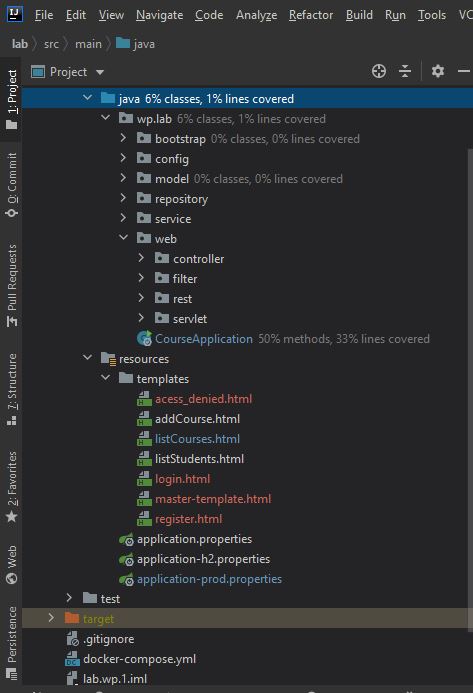 IJ File Edit View Navigate Code Analyze Refactor Build Run Tools VC
lab src main java
1: Project
Project
java 6% classes, 1% lines covered
wp.lab 6% classes, 1% lines covered
bootstrap 0% classes, 0% lines covered
config
model 0% classes, 0% lines covered
repository
service
web
controller
filter
rest
servlet
CourseApplication 50% methods, 33% lines covered
resources
templates
acess_denied.html
addCourse.html
listCourses.html
listStudents.html
login.html
master-template.html
register.html
application.properties
application-h2.properties
application-prod.properties
test
target
.gitignore
docker-compose.yml
lab.wp.1.iml
0: Commit
Pull Requests
7: Structure
2: Favorites
Web
Persistence